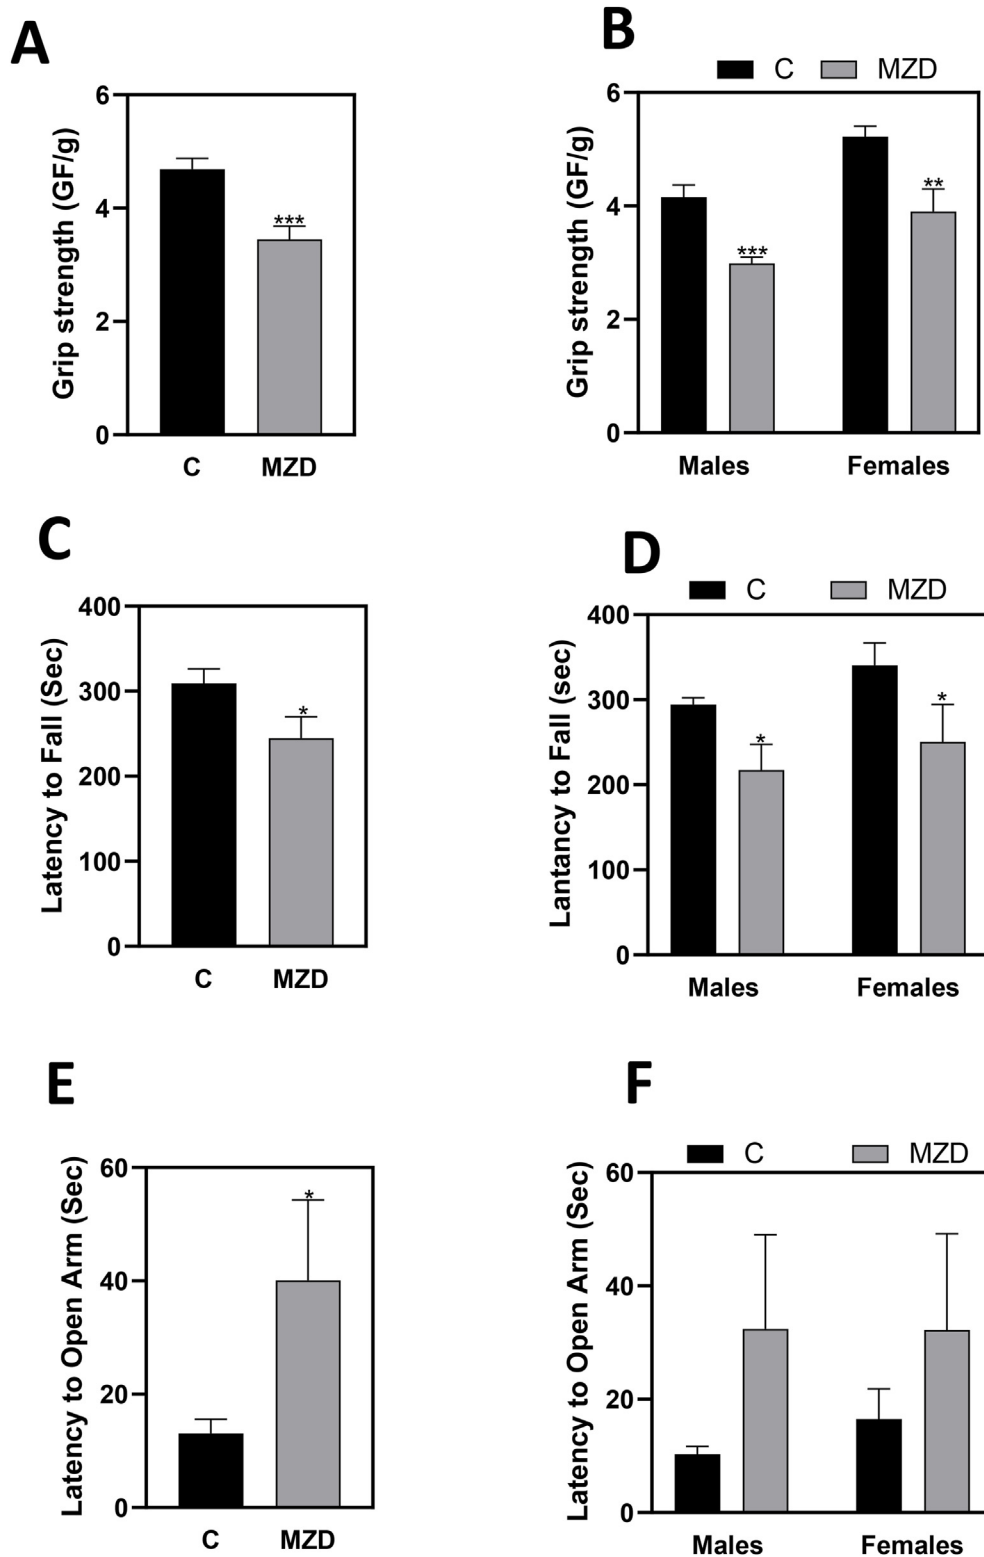 A
Grip strength (GF/g)
6
4
2
0
***
C MZD
B
C MZD
Grip strength (GF/g)
6
4
2
0
***
**
Males Females
C
Latency to Fall (Sec)
400
300
200
100
0
*
C MZD
D
C MZD
Lantancy to Fall (sec)
400
300
200
100
0
*
*
Males Females
E
Latency to Open Arm (Sec)
60
40
20
0
*
C MZD
F
C MZD
Latency to Open Arm (Sec)
60
40
20
0
Males Females